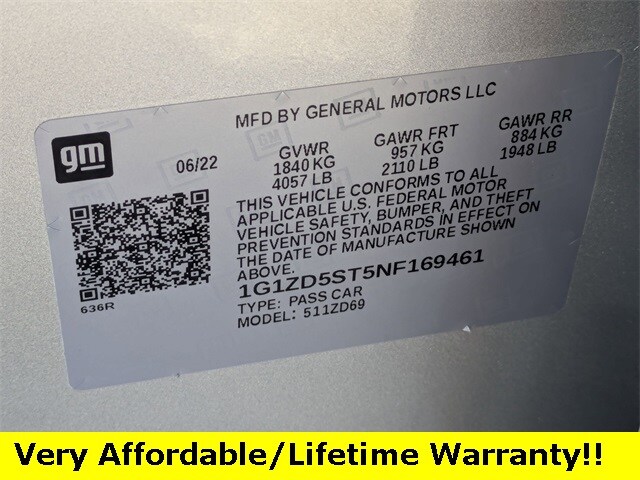 MFD BY GENERAL MOTORS LLC
gm
06/22
GVWR
1840 KG
4057 LB
GAWR FRT
957 KG
2110 LB
GAWR RR
884 KG
1948 LB
THIS VEHICLE CONFORMS TO ALL
APPLICABLE U.S. FEDERAL MOTOR
VEHICLE SAFETY, BUMPER, AND THEFT
PREVENTION STANDARDS IN EFFECT ON
THE DATE OF MANUFACTURE SHOWN
ABOVE.
1G1ZD5ST5NF169461
TYPE: PASS CAR
MODEL: 511ZD69
636R
Very Affordable/Lifetime Warranty!!